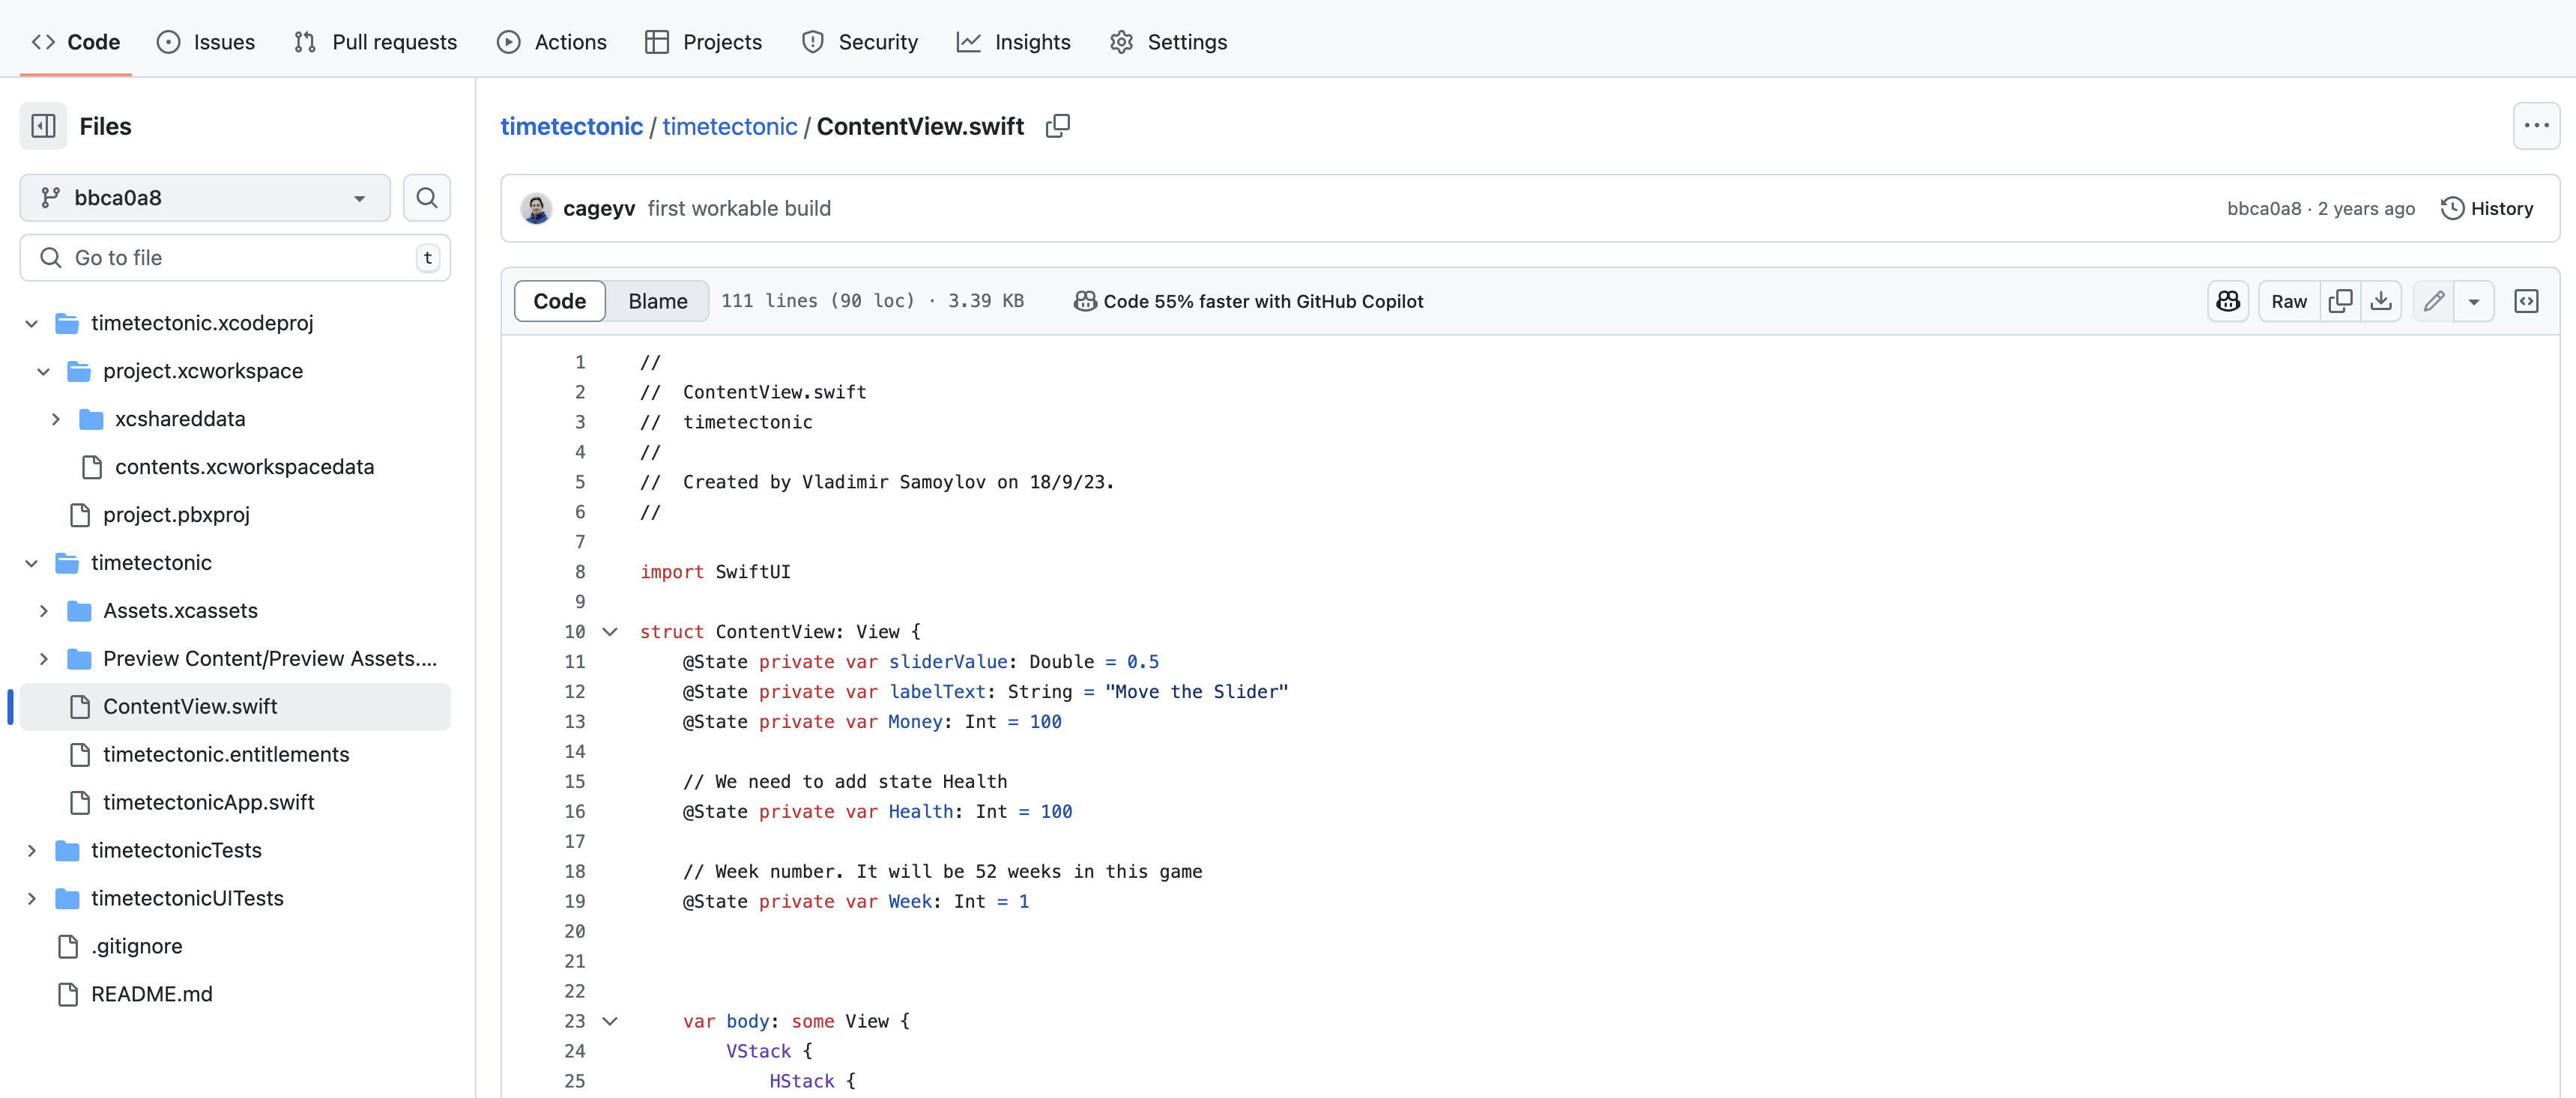 Code Issues Pull requests Actions Projects Security Insights Settings
Files
bbca0a8
Go to file t
timetectonic.xcodeproj
project.xcworkspace
xcshareddata
contents.xcworkspacedata
project.pbxproj
timetectonic
Assets.xcassets
Preview Content/Preview Assets....
ContentView.swift
timetectonic.entitlements
timetectonicApp.swift
timetectonicTests
timetectonicUITests
.gitignore
README.md
timetectonic / timetectonic / ContentView.swift
cageyv first workable build bbca0a8 · 2 years ago History
Code Blame 111 lines (90 loc) · 3.39 KB Code 55% faster with GitHub Copilot Raw
1 //
2 //  ContentView.swift
3 //  timetectonic
4 //
5 //  Created by Vladimir Samoylov on 18/9/23.
6 //
7
8 import SwiftUI
9
10 struct ContentView: View {
11     @State private var sliderValue: Double = 0.5
12     @State private var labelText: String = "Move the Slider"
13     @State private var Money: Int = 100
14
15     // We need to add state Health
16     @State private var Health: Int = 100
17
18     // Week number. It will be 52 weeks in this game
19     @State private var Week: Int = 1
20
21
22
23     var body: some View {
24         VStack {
25             HStack {